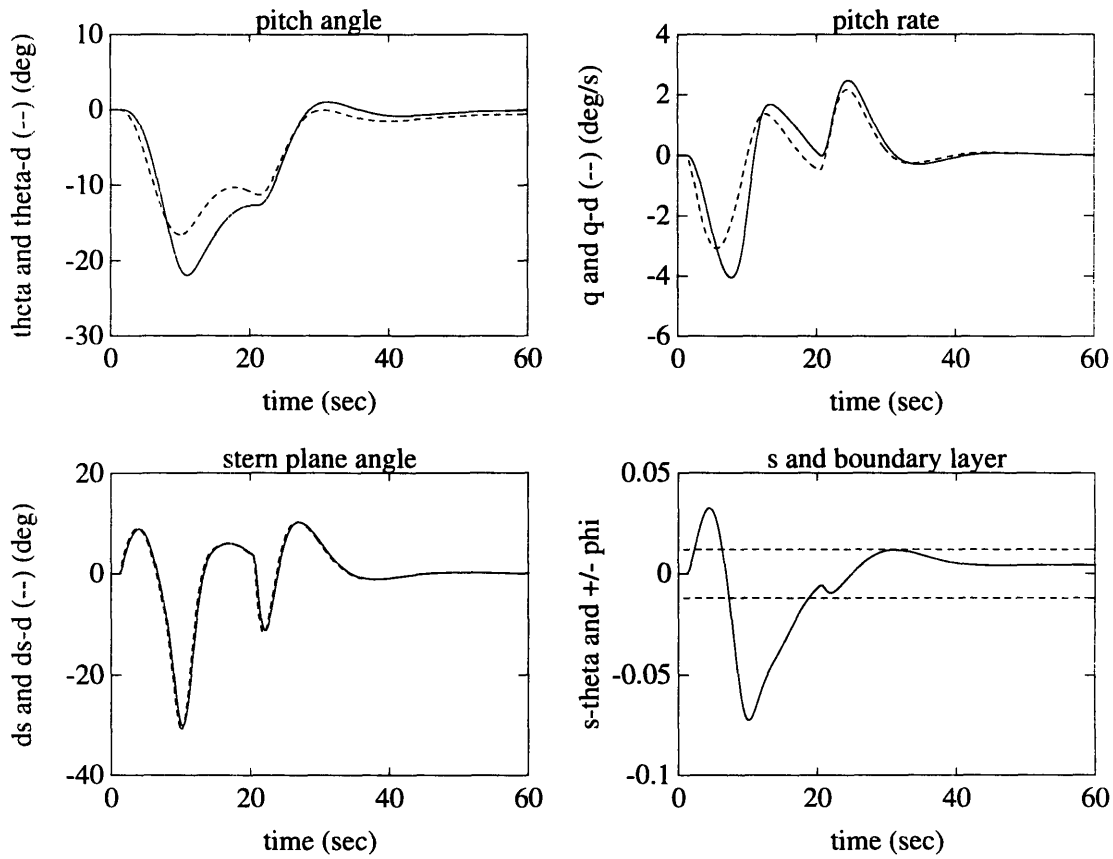 pitch angle
10
0
-10
-20
-30
theta and theta-d (--) (deg)
0
20
40
60
time (sec)
pitch rate
4
2
0
-2
-4
-6
q and q-d (--) (deg/s)
0
20
40
60
time (sec)
stern plane angle
20
0
-20
-40
ds and ds-d (--) (deg)
0
20
40
60
time (sec)
s and boundary layer
0.05
0
-0.05
-0.1
s-theta and +/- phi
0
20
40
60
time (sec)